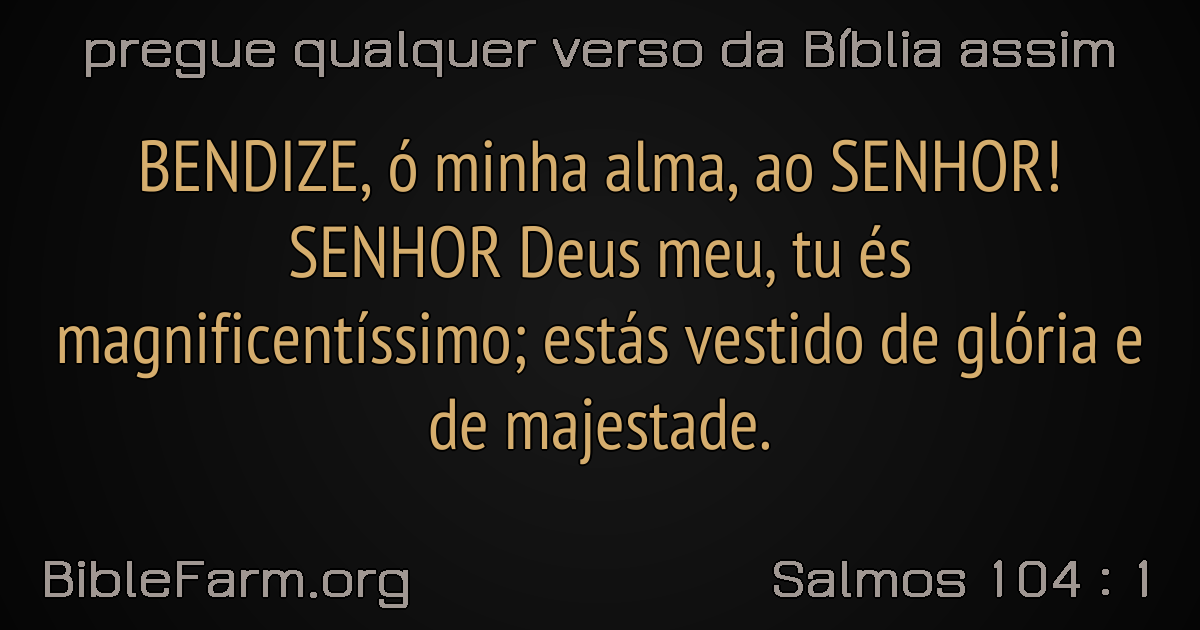 pregue qualquer verso da Bíblia assim
BENDIZE, ó minha alma, ao SENHOR!
SENHOR Deus meu, tu és
magnificentíssimo; estás vestido de glória e
de majestade.
BibleFarm.org
Salmos 104 : 1